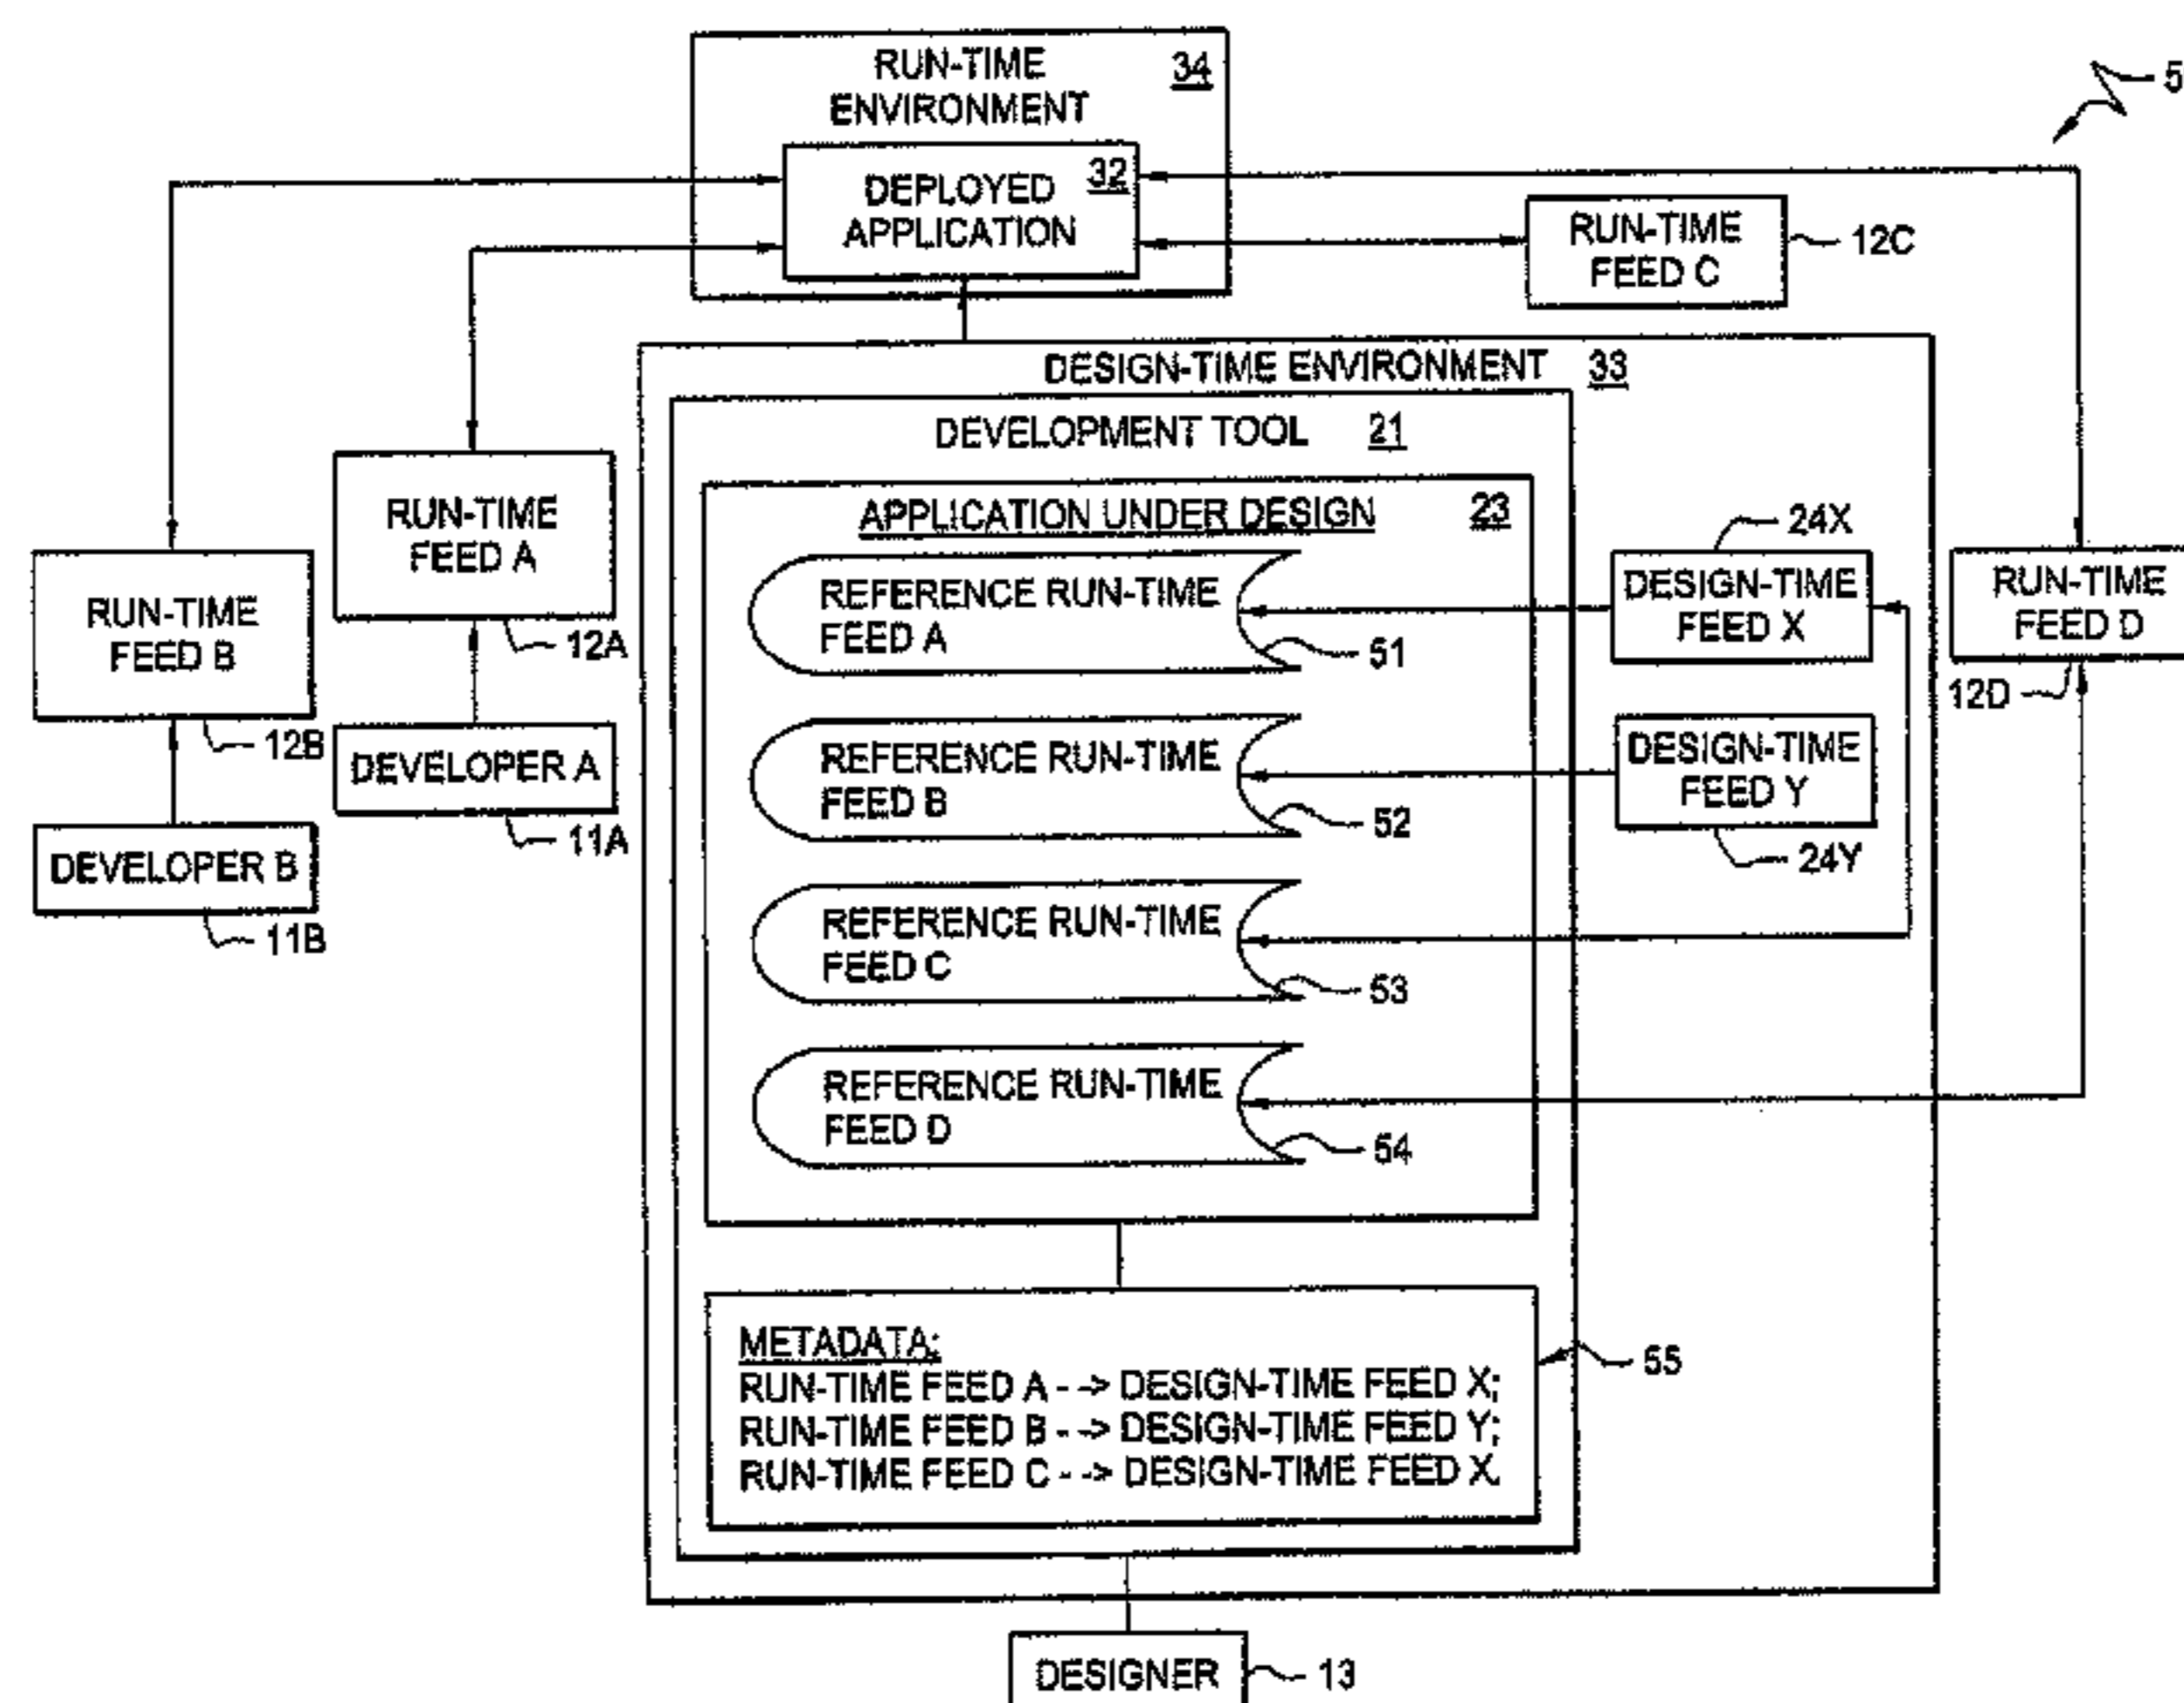 RUN-TIME
ENVIRONMENT
34
5
DEPLOYED
APPLICATION
32
RUN-TIME
FEED C
12C
DESIGN-TIME ENVIRONMENT 33
DEVELOPMENT TOOL 21
APPLICATION UNDER DESIGN 23
RUN-TIME
FEED A
12A
DEVELOPER A
11A
RUN-TIME
FEED B
12B
DEVELOPER B
11B
REFERENCE RUN-TIME
FEED A
51
REFERENCE RUN-TIME
FEED B
52
REFERENCE RUN-TIME
FEED C
53
REFERENCE RUN-TIME
FEED D
54
24X
DESIGN-TIME
FEED X
DESIGN-TIME
FEED Y
24Y
RUN-TIME
FEED D
12D
METADATA:
RUN-TIME FEED A --> DESIGN-TIME FEED X;
RUN-TIME FEED B --> DESIGN-TIME FEED Y;
RUN-TIME FEED C --> DESIGN-TIME FEED X.
55
DESIGNER
13